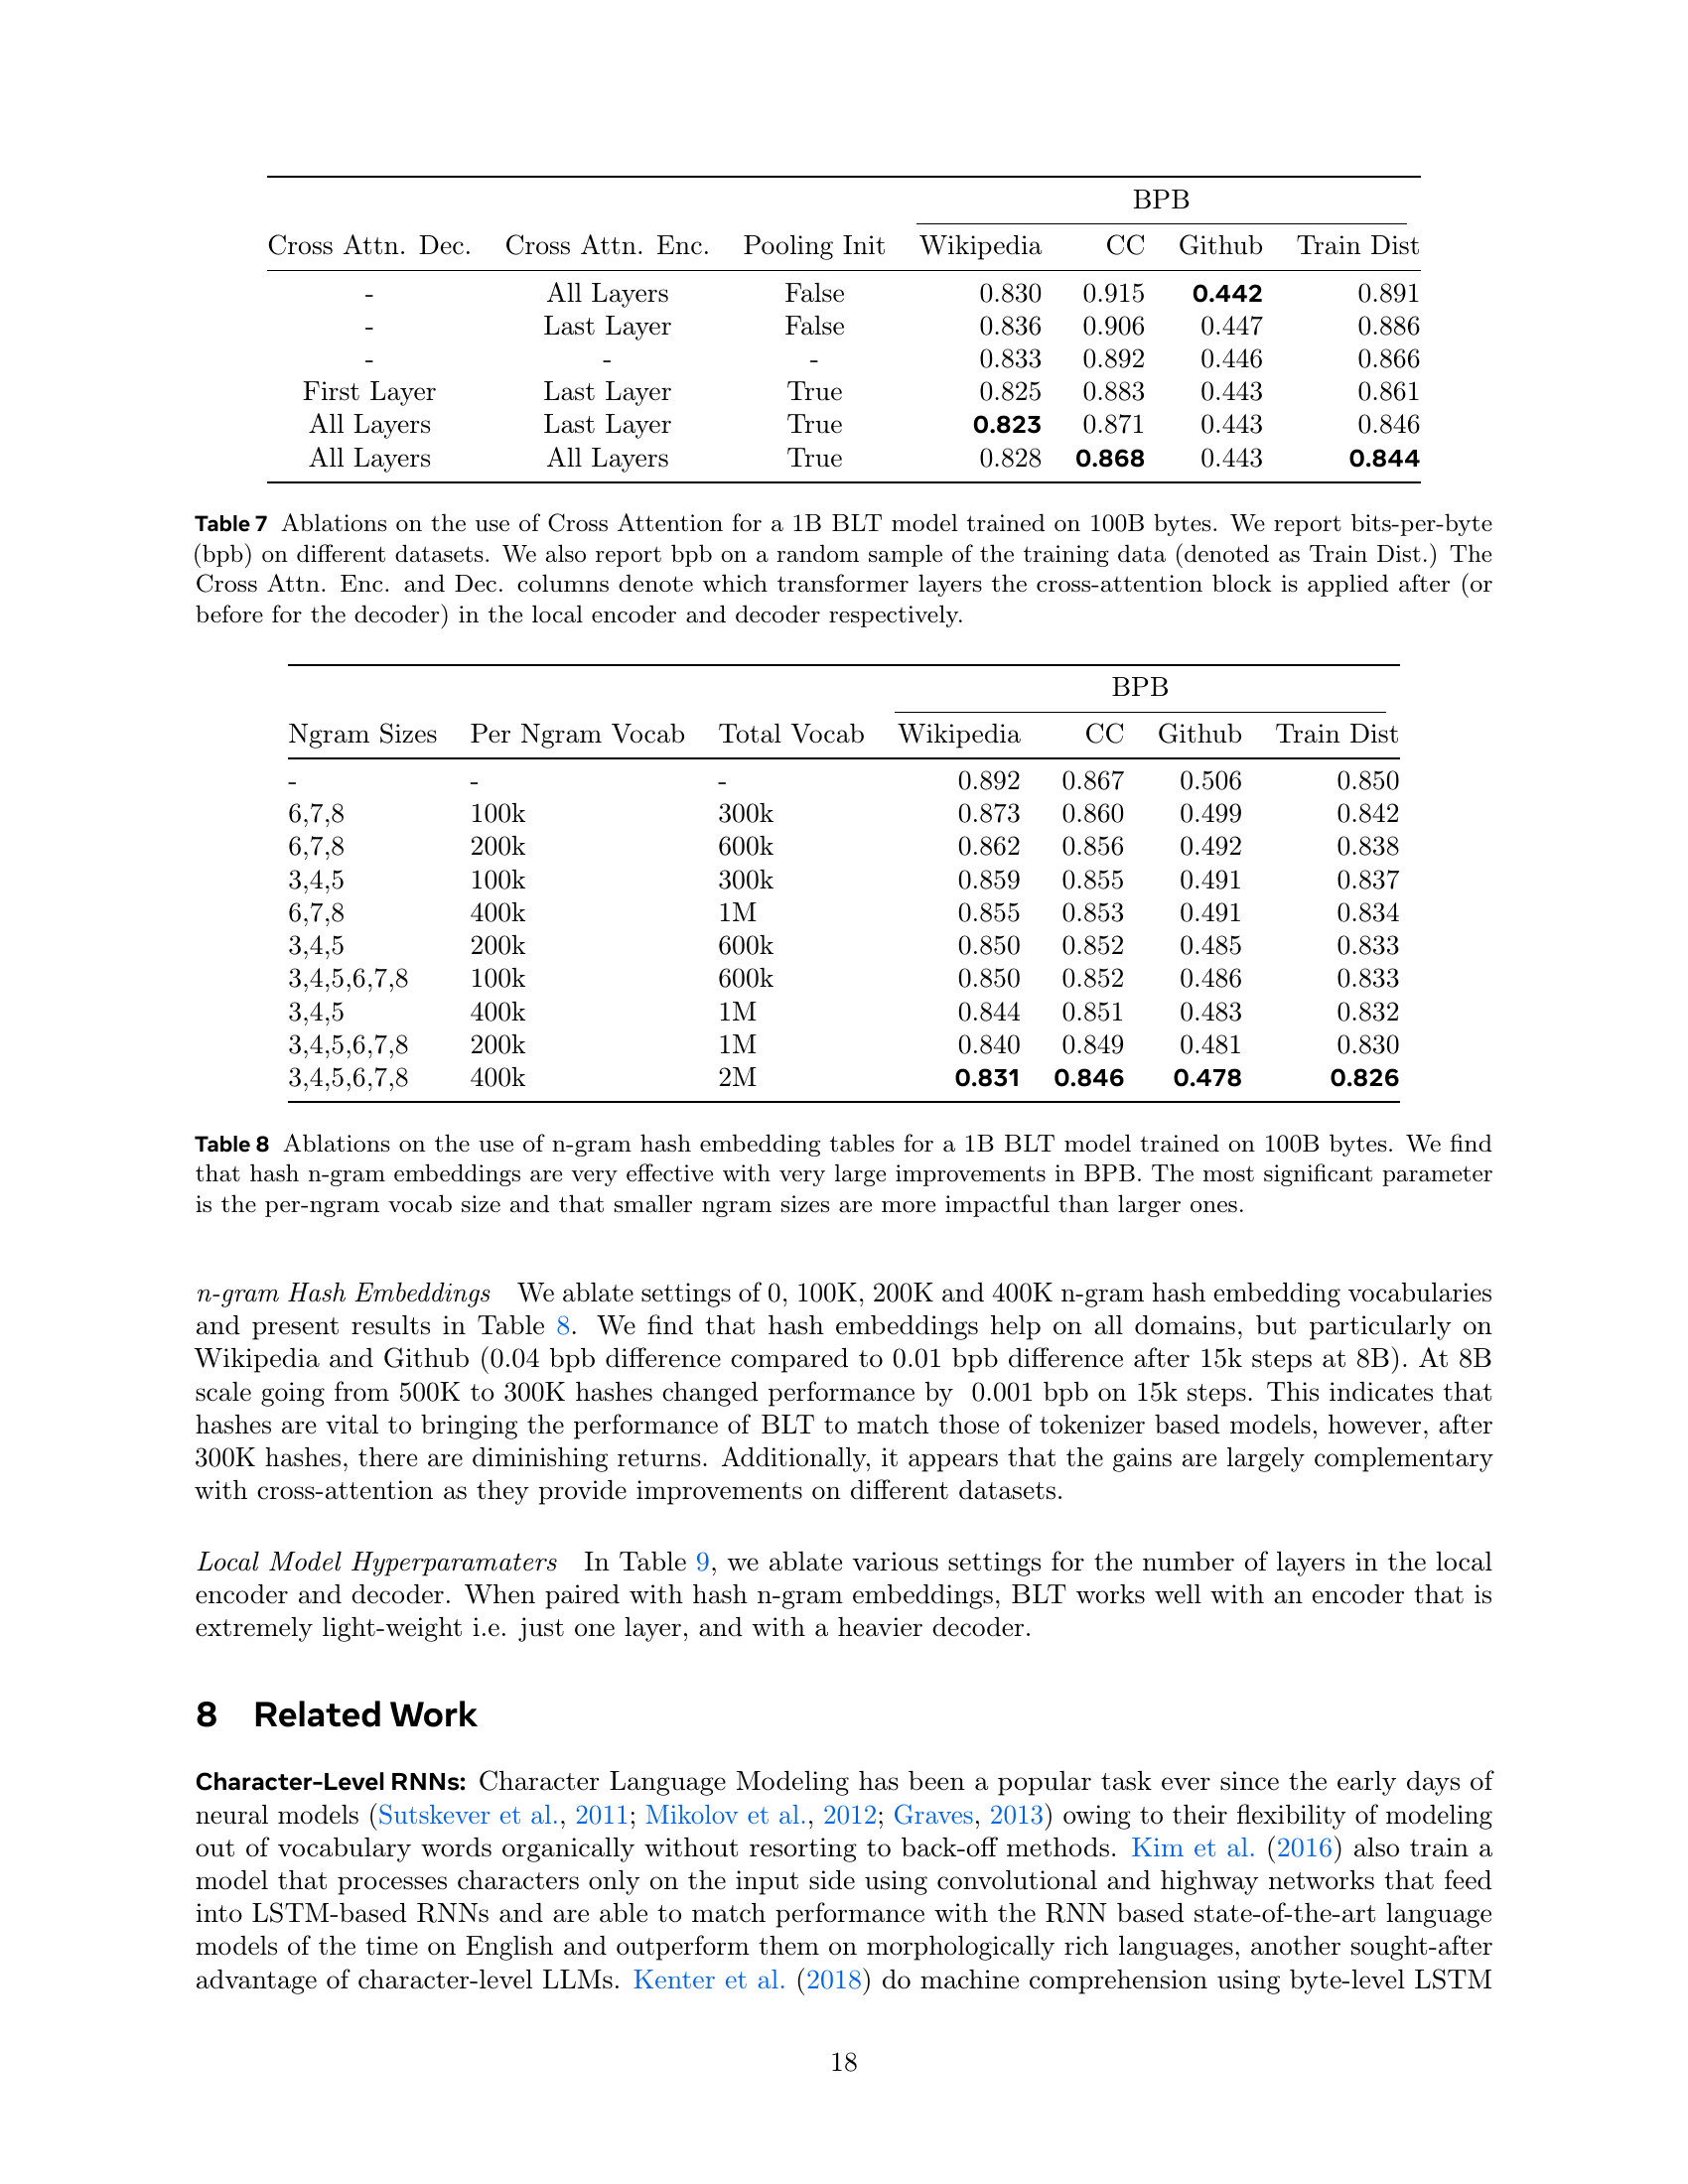 BPB
Cross Attn. Dec. Cross Attn. Enc. Pooling Init Wikipedia CC Github Train Dist
- All Layers False 0.830 0.915 0.442 0.891
- Last Layer False 0.836 0.906 0.447 0.886
- - - 0.833 0.892 0.446 0.866
First Layer Last Layer True 0.825 0.883 0.443 0.861
All Layers Last Layer True 0.823 0.871 0.443 0.846
All Layers All Layers True 0.828 0.868 0.443 0.844
Table 7 Ablations on the use of Cross Attention for a 1B BLT model trained on 100B bytes. We report bits-per-byte
(bpb) on different datasets. We also report bpb on a random sample of the training data (denoted as Train Dist.) The
Cross Attn. Enc. and Dec. columns denote which transformer layers the cross-attention block is applied after (or
before for the decoder) in the local encoder and decoder respectively.
BPB
Ngram Sizes Per Ngram Vocab Total Vocab Wikipedia CC Github Train Dist
- - - 0.892 0.867 0.506 0.850
6,7,8 100k 300k 0.873 0.860 0.499 0.842
6,7,8 200k 600k 0.862 0.856 0.492 0.838
3,4,5 100k 300k 0.859 0.855 0.491 0.837
6,7,8 400k 1M 0.855 0.853 0.491 0.834
3,4,5 200k 600k 0.850 0.852 0.485 0.833
3,4,5,6,7,8 100k 600k 0.850 0.852 0.486 0.833
3,4,5 400k 1M 0.844 0.851 0.483 0.832
3,4,5,6,7,8 200k 1M 0.840 0.849 0.481 0.830
3,4,5,6,7,8 400k 2M 0.831 0.846 0.478 0.826
Table 8 Ablations on the use of n-gram hash embedding tables for a 1B BLT model trained on 100B bytes. We find
that hash n-gram embeddings are very effective with very large improvements in BPB. The most significant parameter
is the per-ngram vocab size and that smaller ngram sizes are more impactful than larger ones.
n-gram Hash Embeddings We ablate settings of 0, 100K, 200K and 400K n-gram hash embedding vocabularies
and present results in Table 8. We find that hash embeddings help on all domains, but particularly on
Wikipedia and Github (0.04 bpb difference compared to 0.01 bpb difference after 15k steps at 8B). At 8B
scale going from 500K to 300K hashes changed performance by 0.001 bpb on 15k steps. This indicates that
hashes are vital to bringing the performance of BLT to match those of tokenizer based models, however, after
300K hashes, there are diminishing returns. Additionally, it appears that the gains are largely complementary
with cross-attention as they provide improvements on different datasets.
Local Model Hyperparamaters In Table 9, we ablate various settings for the number of layers in the local
encoder and decoder. When paired with hash n-gram embeddings, BLT works well with an encoder that is
extremely light-weight i.e. just one layer, and with a heavier decoder.
8 Related Work
Character-Level RNNs: Character Language Modeling has been a popular task ever since the early days of
neural models (Sutskever et al., 2011; Mikolov et al., 2012; Graves, 2013) owing to their flexibility of modeling
out of vocabulary words organically without resorting to back-off methods. Kim et al. (2016) also train a
model that processes characters only on the input side using convolutional and highway networks that feed
into LSTM-based RNNs and are able to match performance with the RNN based state-of-the-art language
models of the time on English and outperform them on morphologically rich languages, another sought-after
advantage of character-level LLMs. Kenter et al. (2018) do machine comprehension using byte-level LSTM
18